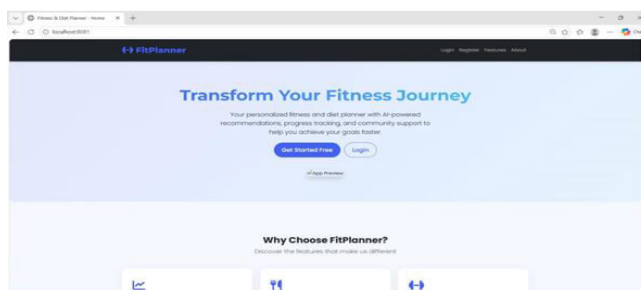 Fitness & Diet Planner - Home
localhost:8081
FitPlanner
Login Register Features About
Transform Your Fitness Journey
Your personalized fitness and diet planner with AI-powered
recommendations, progress tracking, and community support to
help you achieve your goals faster.
Get Started Free
Login
App Preview
Why Choose FitPlanner?
Discover the features that make us different